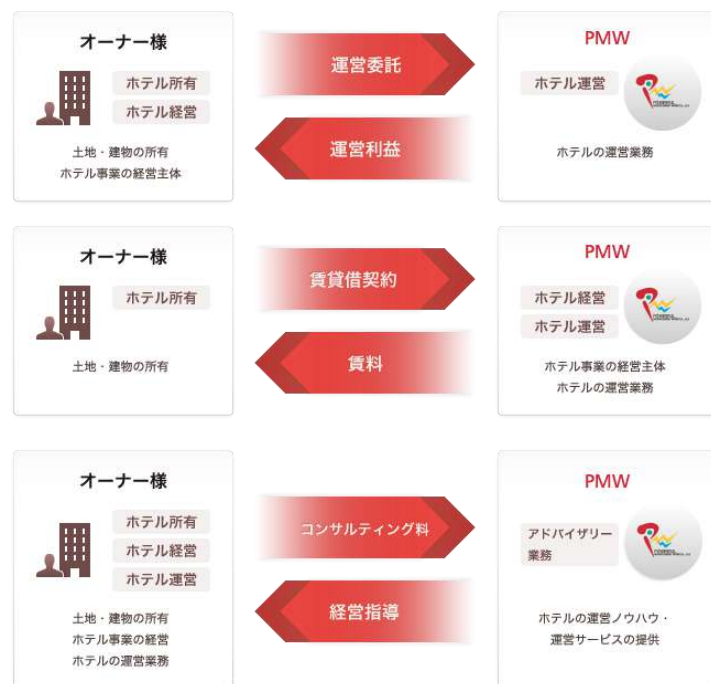 オーナー様
ホテル所有
ホテル経営
土地・建物の所有
ホテル事業の経営主体
運営委託
運営利益
PMW
ホテル運営
ホテルの運営業務
オーナー様
ホテル所有
土地・建物の所有
賃貸借契約
賃料
PMW
ホテル経営
ホテル運営
ホテル事業の経営主体
ホテルの運営業務
オーナー様
ホテル所有
ホテル経営
ホテル運営
土地・建物の所有
ホテル事業の経営
ホテルの運営業務
コンサルティング料
経営指導
PMW
アドバイザリー
業務
ホテルの運営ノウハウ・
運営サービスの提供